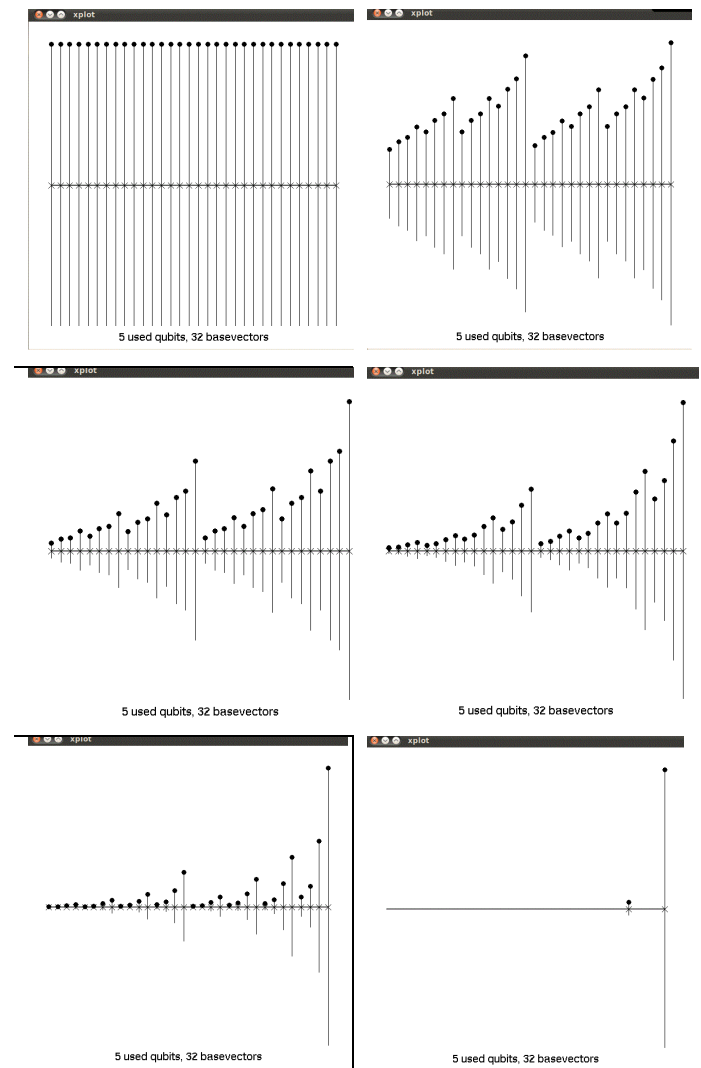 xplot
xplot
5 used qubits, 32 basevectors
5 used qubits, 32 basevectors
xplot
xplot
5 used qubits, 32 basevectors
5 used qubits, 32 basevectors
xplot
xplot
5 used qubits, 32 basevectors
5 used qubits, 32 basevectors